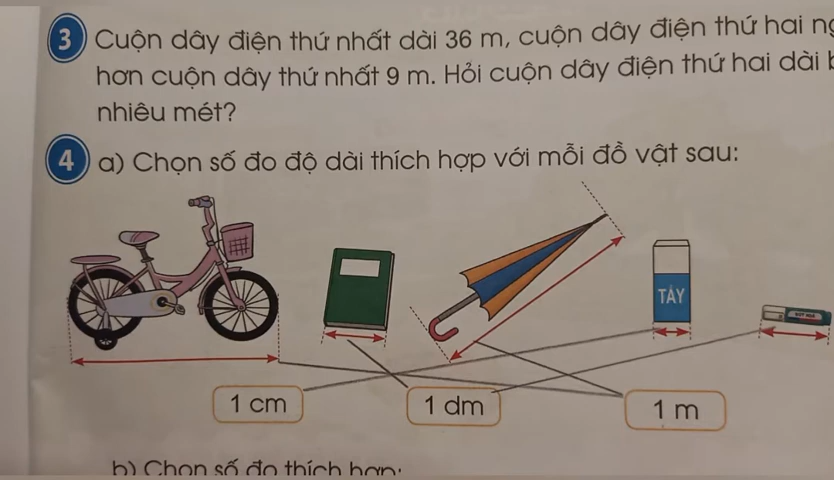 3 Cuộn dây điện thứ nhất dài 36 m, cuộn dây điện thứ hai
hơn cuộn dây thứ nhất 9 m. Hỏi cuộn dây điện thứ hai dài
nhiêu mét?
4 a) Chọn số đo độ dài thích hợp với mỗi đồ vật sau:
TẨY
1 cm
1 dm
1 m
b) Chọn số đo thích hợp: